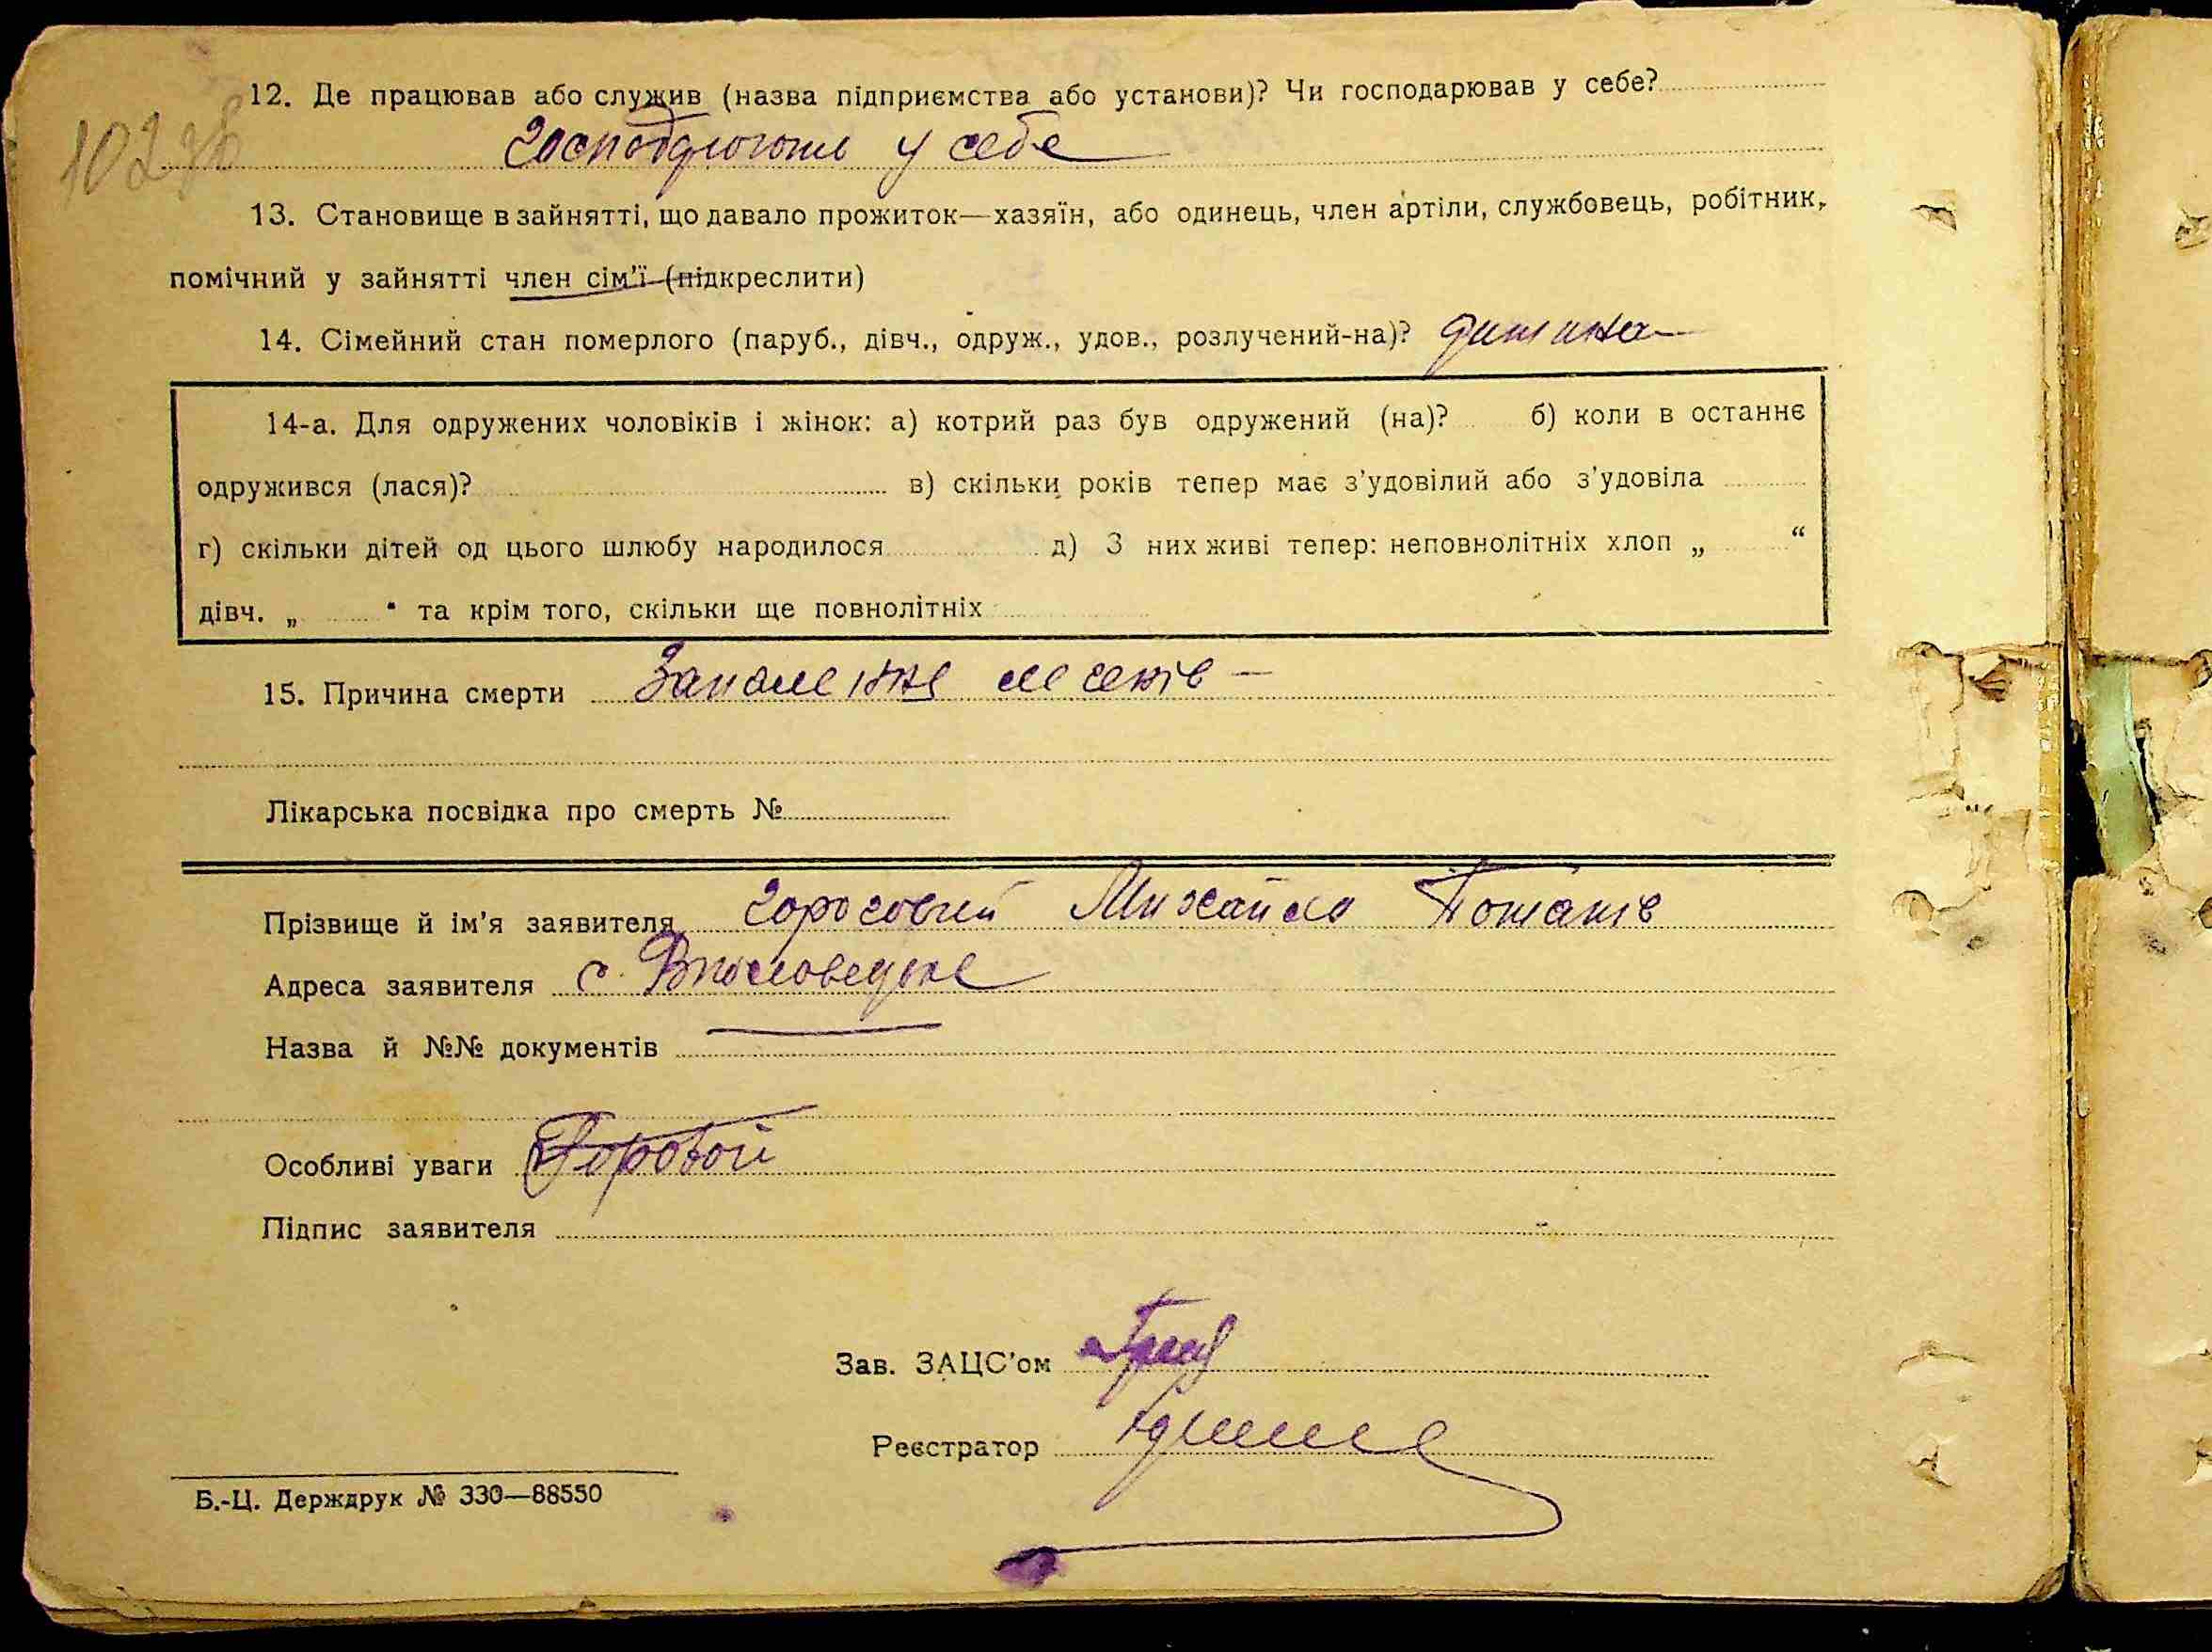 102 зв
12. Де працював або служив (назва підприємства або установи)? Чи господарював у себе?
у себе
13. Становище в зайнятті, що давало прожиток—хазяїн, або одинець, член артіли, службовець, робітник,
помічний у зайнятті член сім'ї (підкреслити)
14. Сімейний стан померлого (паруб., дівч., одруж., удов., розлучений-на)? дитина
14-а. Для одружених чоловіків і жінок: а) котрий раз був одружений (на)? б) коли в останнє
одружився (лася)? в) скільки років тепер має з'удовілий або з'удовіла
г) скільки дітей од цього шлюбу народилося д) З них живі тепер: неповнолітніх хлоп „ “
дівч. „ “ та крім того, скільки ще повнолітніх
15. Причина смерти Запалення легенів -
Лікарська посвідка про смерть №
Прізвище й ім'я заявителя Михайло
Адреса заявителя с.
Назва й №№ документів
Особливі уваги
Підпис заявителя
Зав. ЗАЦС'ом
Реєстратор
Б.-Ц. Держдрук № 330—88550